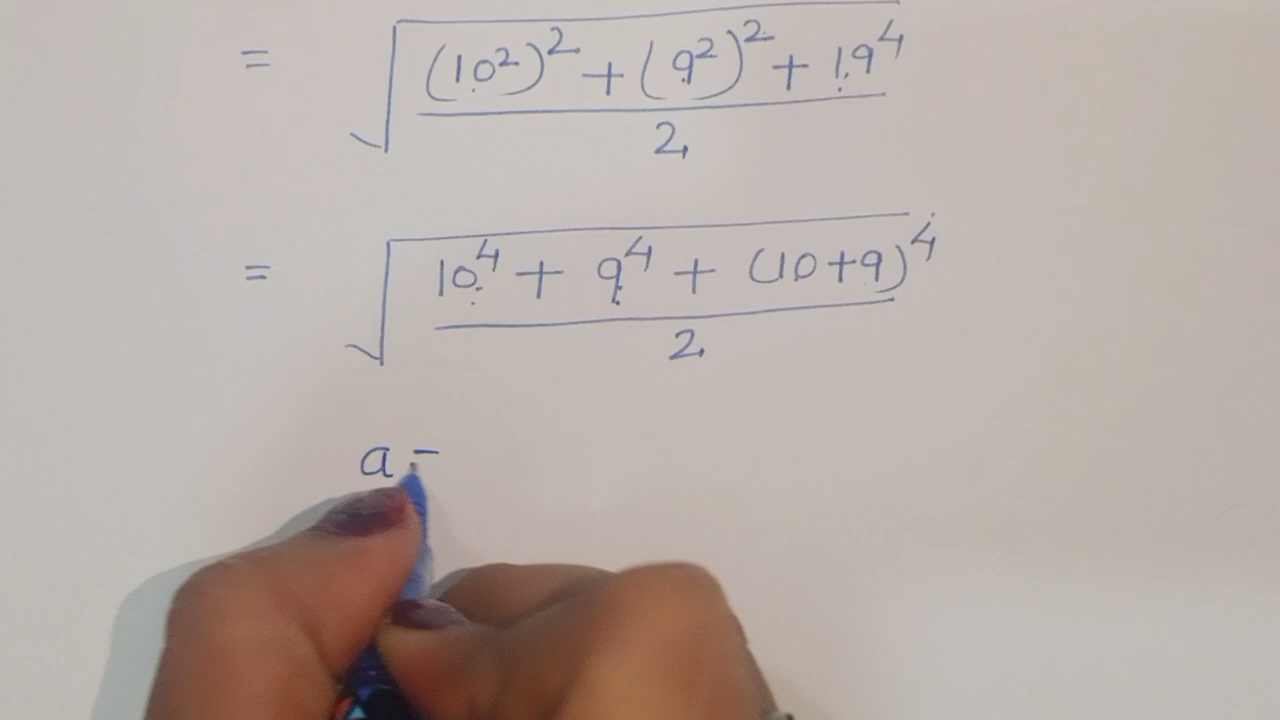 = √((10²)² + (9²)² + 19⁴)/2
= √(10⁴ + 9⁴ + (10+9)⁴)/2
a -